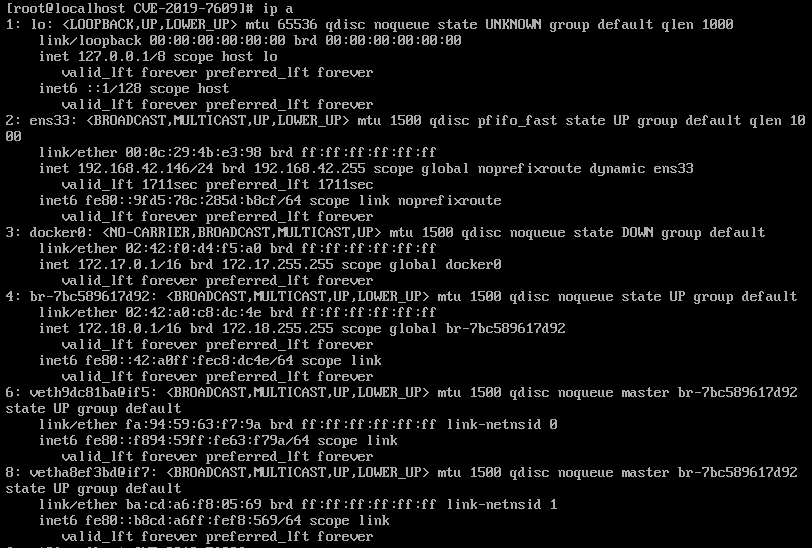 [root@localhost CVE-2019-7609]# ip a
1: lo: <LOOPBACK,UP,LOWER_UP> mtu 65536 qdisc noqueue state UNKNOWN group default qlen 1000
    link/loopback 00:00:00:00:00:00 brd 00:00:00:00:00:00
    inet 127.0.0.1/8 scope host lo
       valid_lft forever preferred_lft forever
    inet6 ::1/128 scope host
       valid_lft forever preferred_lft forever
2: ens33: <BROADCAST,MULTICAST,UP,LOWER_UP> mtu 1500 qdisc pfifo_fast state UP group default qlen 10
00
    link/ether 00:0c:29:4b:e3:98 brd ff:ff:ff:ff:ff:ff
    inet 192.168.42.146/24 brd 192.168.42.255 scope global noprefixroute dynamic ens33
       valid_lft 1711sec preferred_lft 1711sec
    inet6 fe80::9fd5:78c:285d:b8cf/64 scope link noprefixroute
       valid_lft forever preferred_lft forever
3: docker0: <NO-CARRIER,BROADCAST,MULTICAST,UP> mtu 1500 qdisc noqueue state DOWN group default
    link/ether 02:42:f0:d4:f5:a0 brd ff:ff:ff:ff:ff:ff
    inet 172.17.0.1/16 brd 172.17.255.255 scope global docker0
       valid_lft forever preferred_lft forever
4: br-7bc589617d92: <BROADCAST,MULTICAST,UP,LOWER_UP> mtu 1500 qdisc noqueue state UP group default
    link/ether 02:42:a0:c8:dc:4e brd ff:ff:ff:ff:ff:ff
    inet 172.18.0.1/16 brd 172.18.255.255 scope global br-7bc589617d92
       valid_lft forever preferred_lft forever
    inet6 fe80::42:a0ff:fec8:dc4e/64 scope link
       valid_lft forever preferred_lft forever
6: veth9dc81ba@if5: <BROADCAST,MULTICAST,UP,LOWER_UP> mtu 1500 qdisc noqueue master br-7bc589617d92
state UP group default
    link/ether fa:94:59:63:f7:9a brd ff:ff:ff:ff:ff:ff link-netnsid 0
    inet6 fe80::f894:59ff:fe63:f79a/64 scope link
       valid_lft forever preferred_lft forever
8: vetha8ef3bd@if7: <BROADCAST,MULTICAST,UP,LOWER_UP> mtu 1500 qdisc noqueue master br-7bc589617d92
state UP group default
    link/ether ba:cd:a6:f8:05:69 brd ff:ff:ff:ff:ff:ff link-netnsid 1
    inet6 fe80::b8cd:a6ff:fef8:569/64 scope link
       valid_lft forever preferred_lft forever